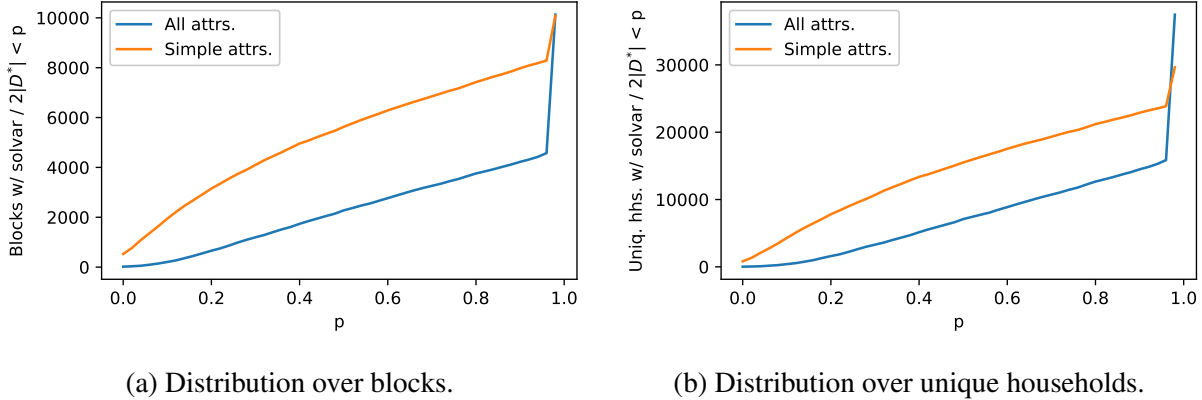 Blocks w/ solvar / 2|D*| < p
10000
8000
6000
4000
2000
0
All attrs.
Simple attrs.
0.0 0.2 0.4 0.6 0.8 1.0
p
(a) Distribution over blocks.
Uniq. hhs. w/ solvar / 2|D*| < p
30000
20000
10000
0
All attrs.
Simple attrs.
0.0 0.2 0.4 0.6 0.8 1.0
p
(b) Distribution over unique households.